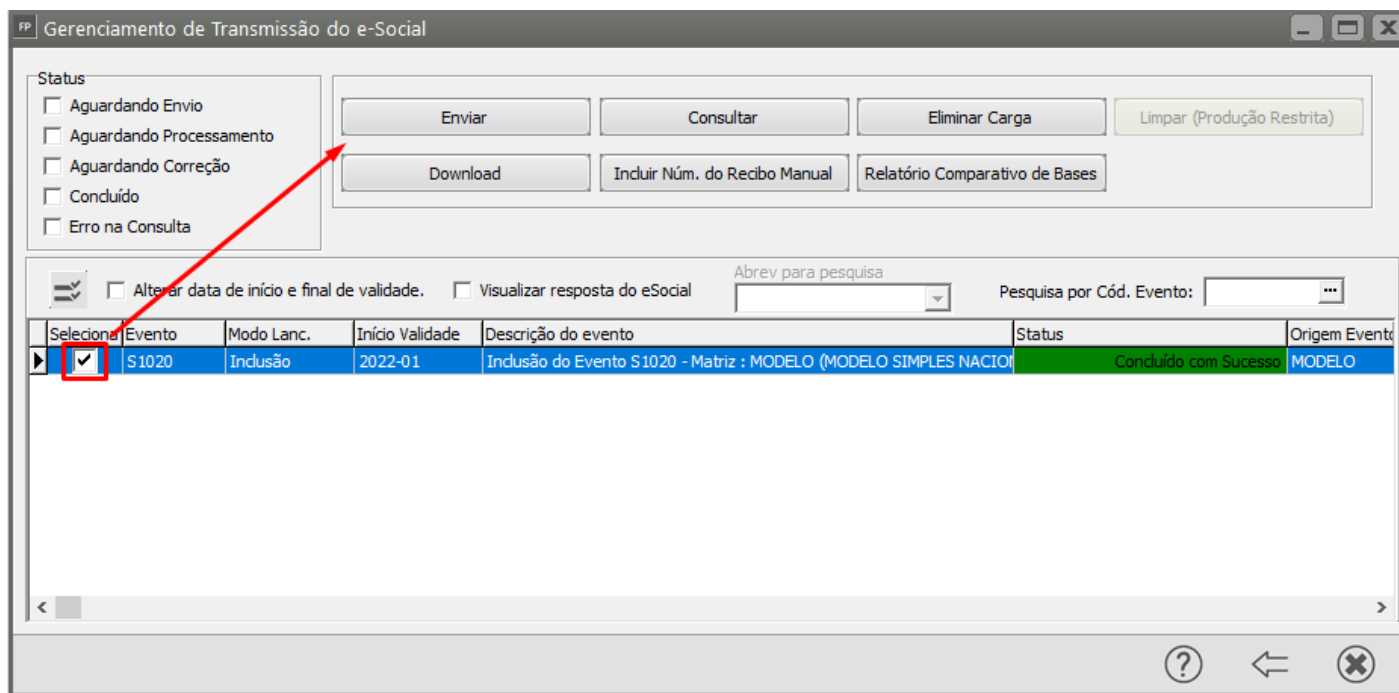 FP Gerenciamento de Transmissão do e-Social
Status
Aguardando Envio
Aguardando Processamento
Aguardando Correção
Concluído
Erro na Consulta
Enviar Consultar Eliminar Carga Limpar (Produção Restrita)
Download Incluir Núm. do Recibo Manual Relatório Comparativo de Bases
Alterar data de início e final de validade. Visualizar resposta do eSocial Abrev para pesquisa Pesquisa por Cód. Evento: ...
Seleciona Evento Modo Lanc. Início Validade Descrição do evento Status Origem Evento
S1020 Inclusão 2022-01 Inclusão do Evento S1020 - Matriz : MODELO (MODELO SIMPLES NACION Concluído com Sucesso MODELO